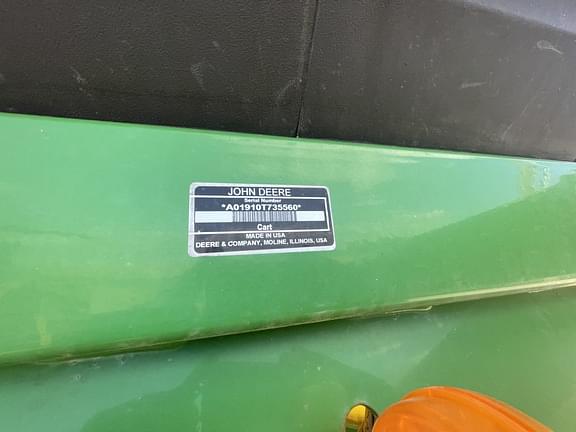 JOHN DEERE
Serial Number
*A01910T735560*
Cart
MADE IN USA
DEERE & COMPANY, MOLINE, ILLINOIS, USA